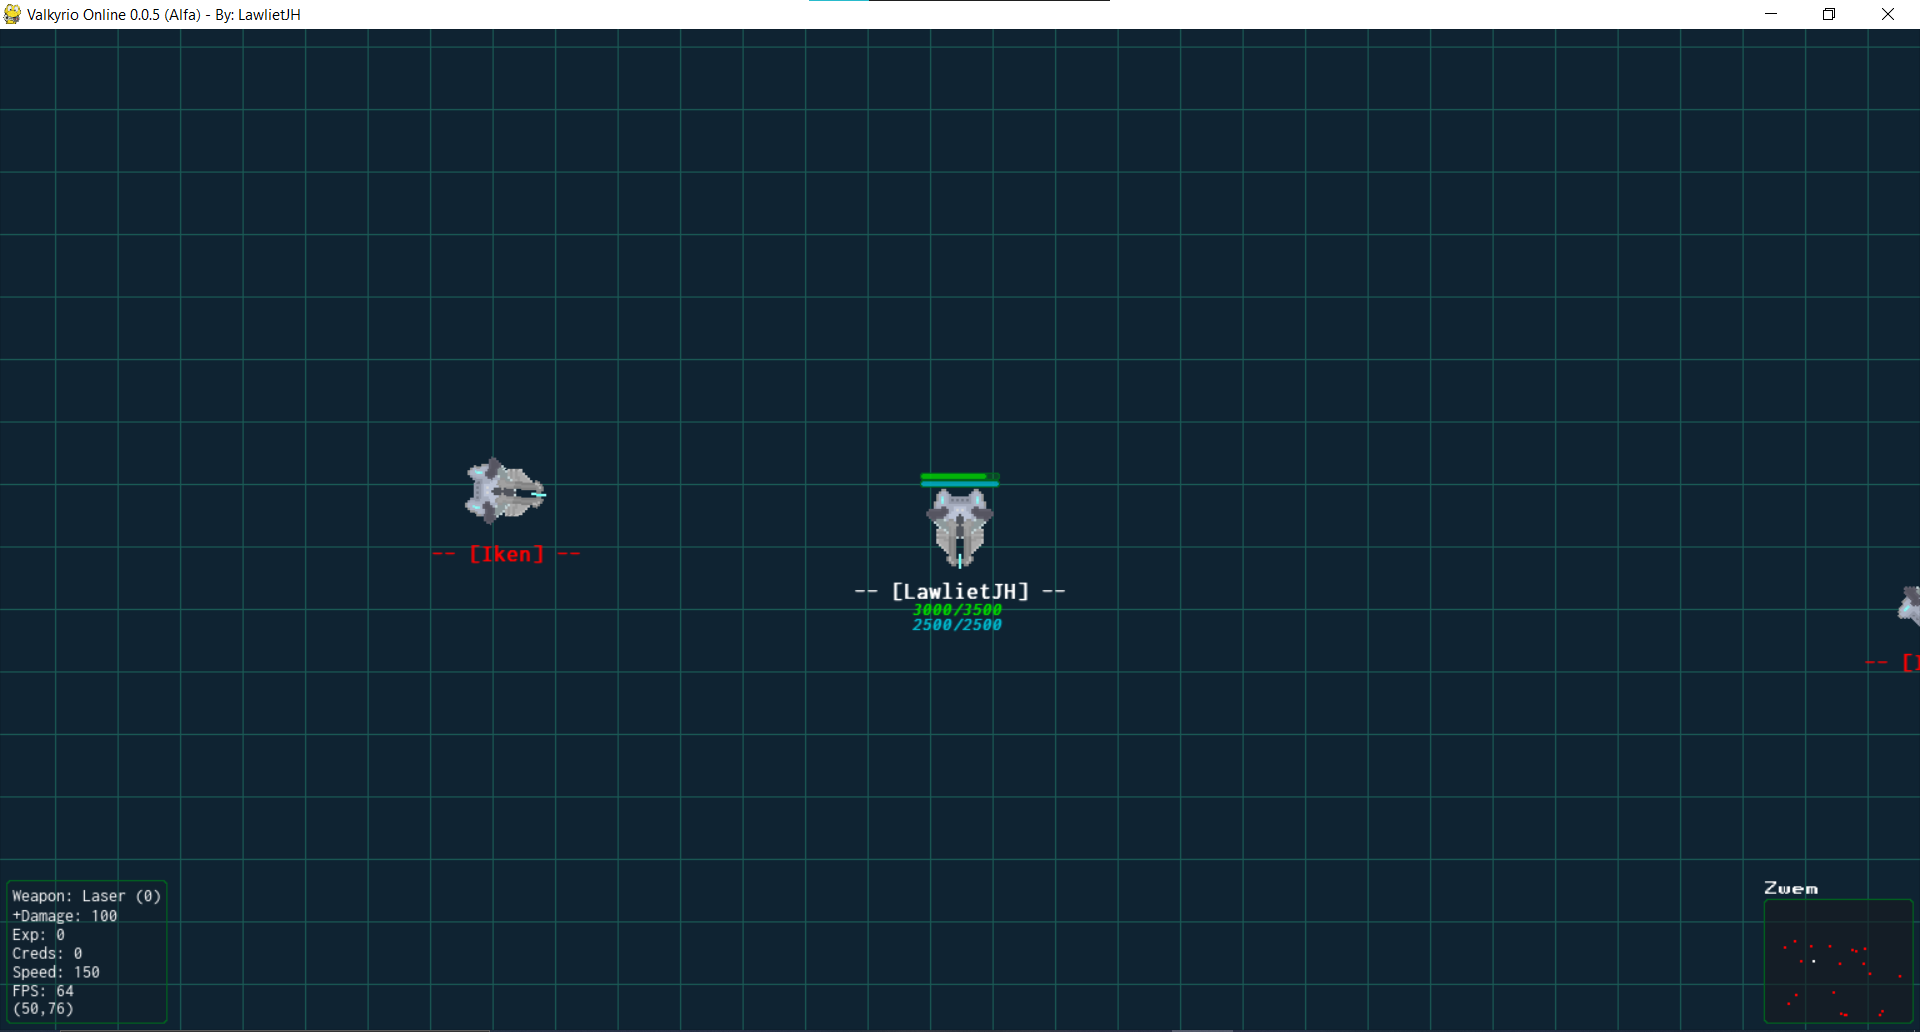 Valkyrio Online 0.0.5 (Alfa) - By: LawlietJH
-- [Iken] --
-- [LawlietJH] --
3000/3500
2500/2500
-- [
Weapon: Laser (0)
+Damage: 100
Exp: 0
Creds: 0
Speed: 150
FPS: 64
(50,76)
Zwem